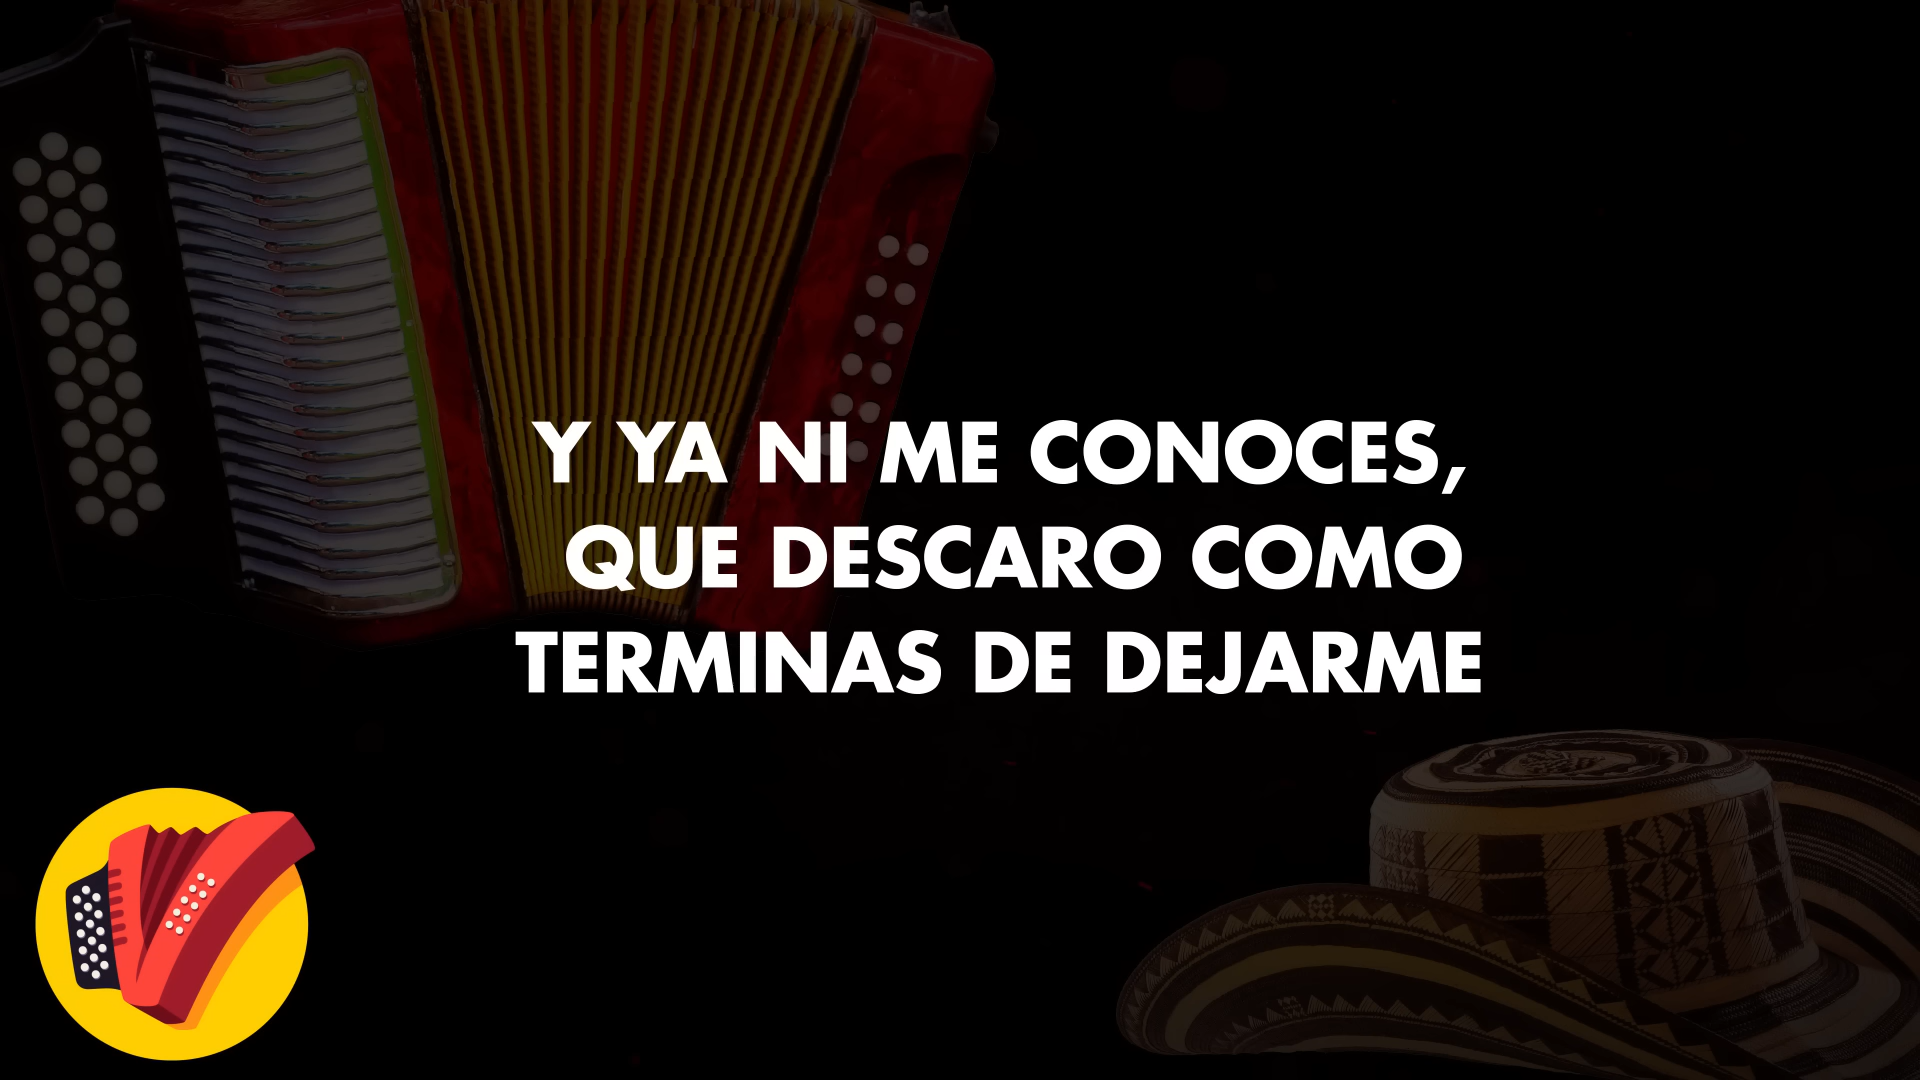 Y YA NI ME CONOCES,
QUE DESCARO COMO
TERMINAS DE DEJARME